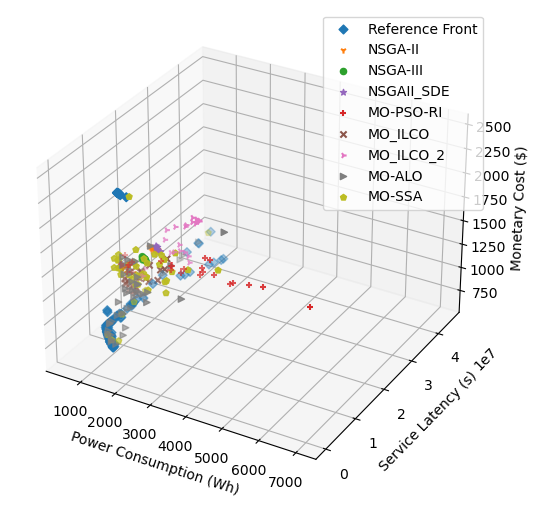 Reference Front
NSGA-II
NSGA-III
NSGAII_SDE
MO-PSO-RI
MO_ILCO
MO_ILCO_2
MO-ALO
MO-SSA
2500
2250
2000
1750
1500
1250
1000
750
Monetary Cost ($)
1000
2000
3000
4000
5000
6000
7000
Power Consumption (Wh)
0
1
2
3
4
1e7
Service Latency (s)